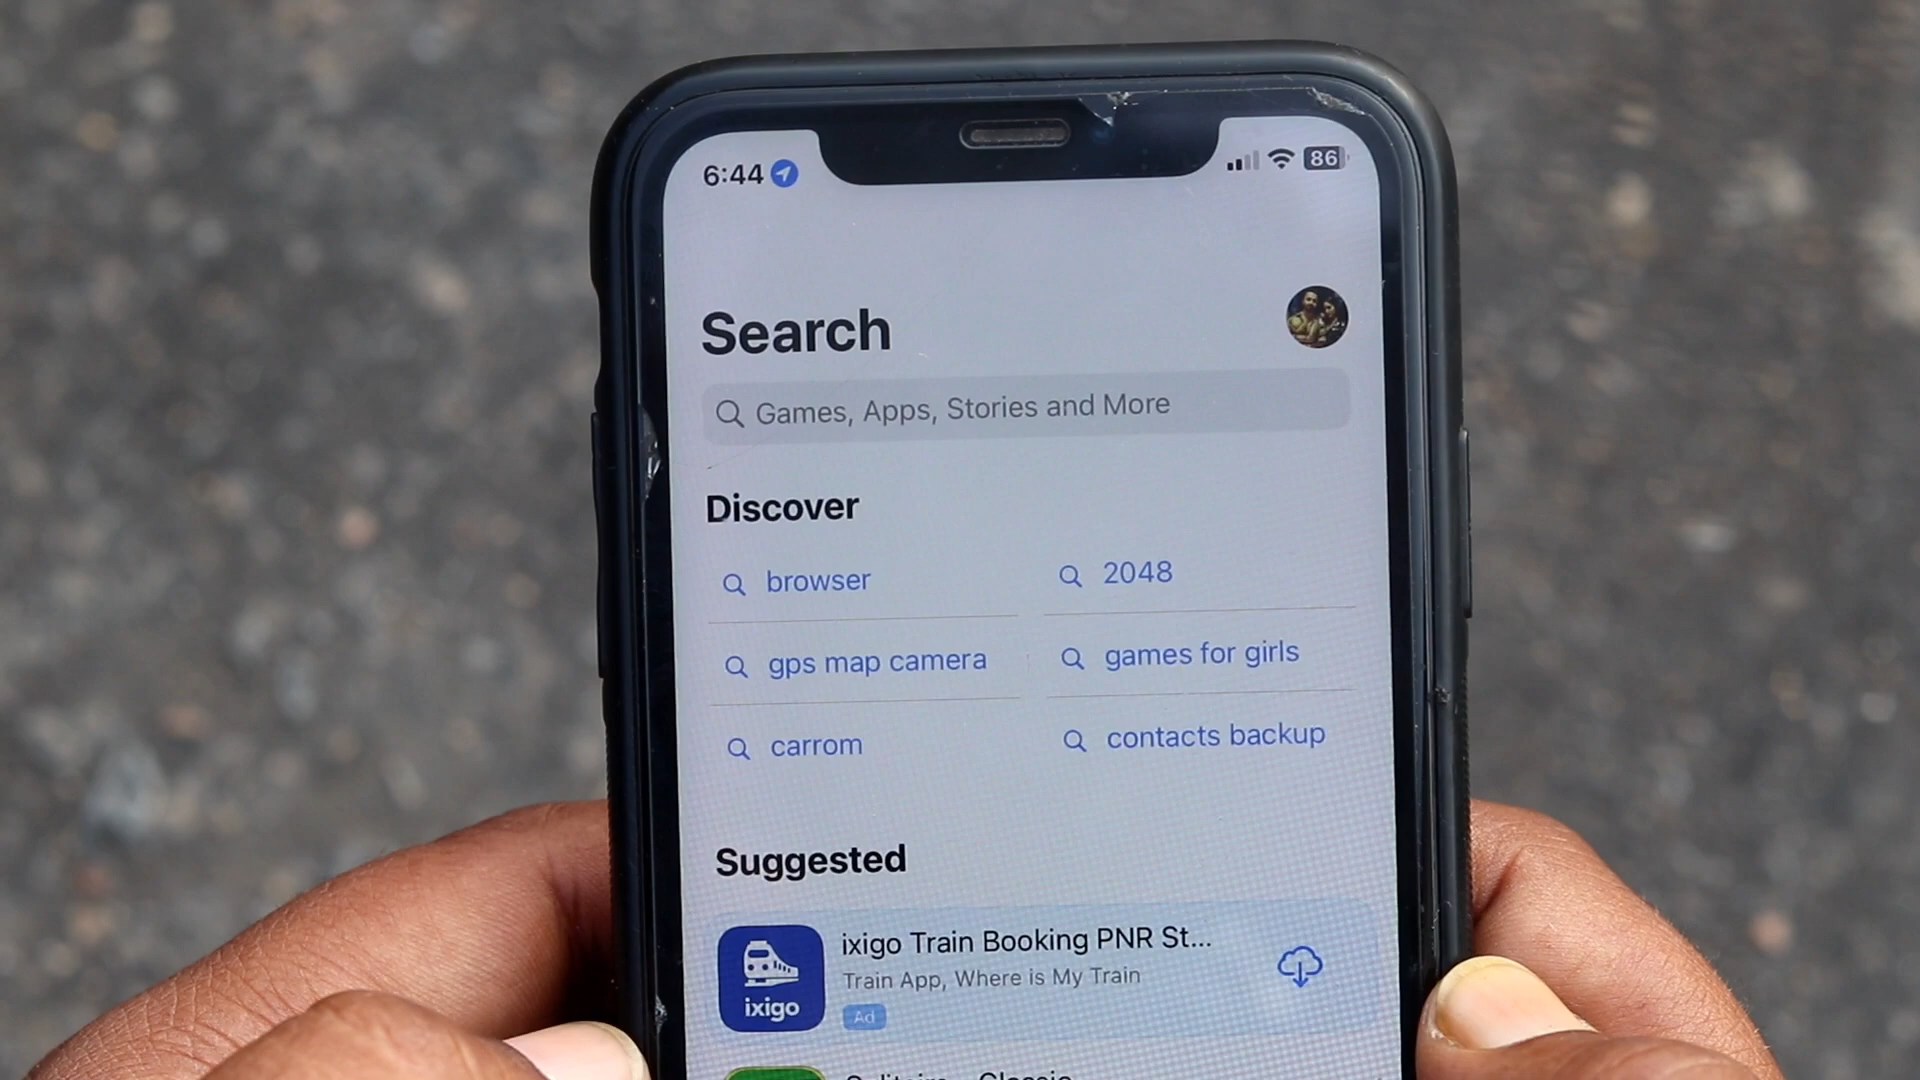 6:44
86
Search
Games, Apps, Stories and More
Discover
browser
2048
gps map camera
games for girls
carrom
contacts backup
Suggested
ixigo
ixigo Train Booking PNR St...
Train App, Where is My Train
Ad